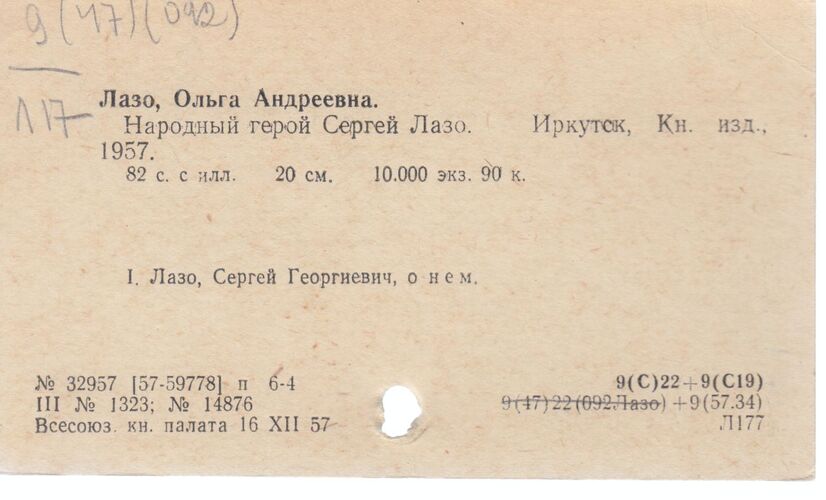 9(47)(092)
Л17
Лазо, Ольга Андреевна.
Народный герой Сергей Лазо. Иркутск, Кн. изд.,
1957.
82 с. с илл. 20 см. 10.000 экз. 90 к.
I. Лазо, Сергей Георгиевич, о нем.
№ 32957 [57-59778] п 6-4
9(С)22+9(С19)
III № 1323; № 14876
9(47)22(092Лазо)+9(57.34)
Всесоюз. кн. палата 16 XII 57
Л177